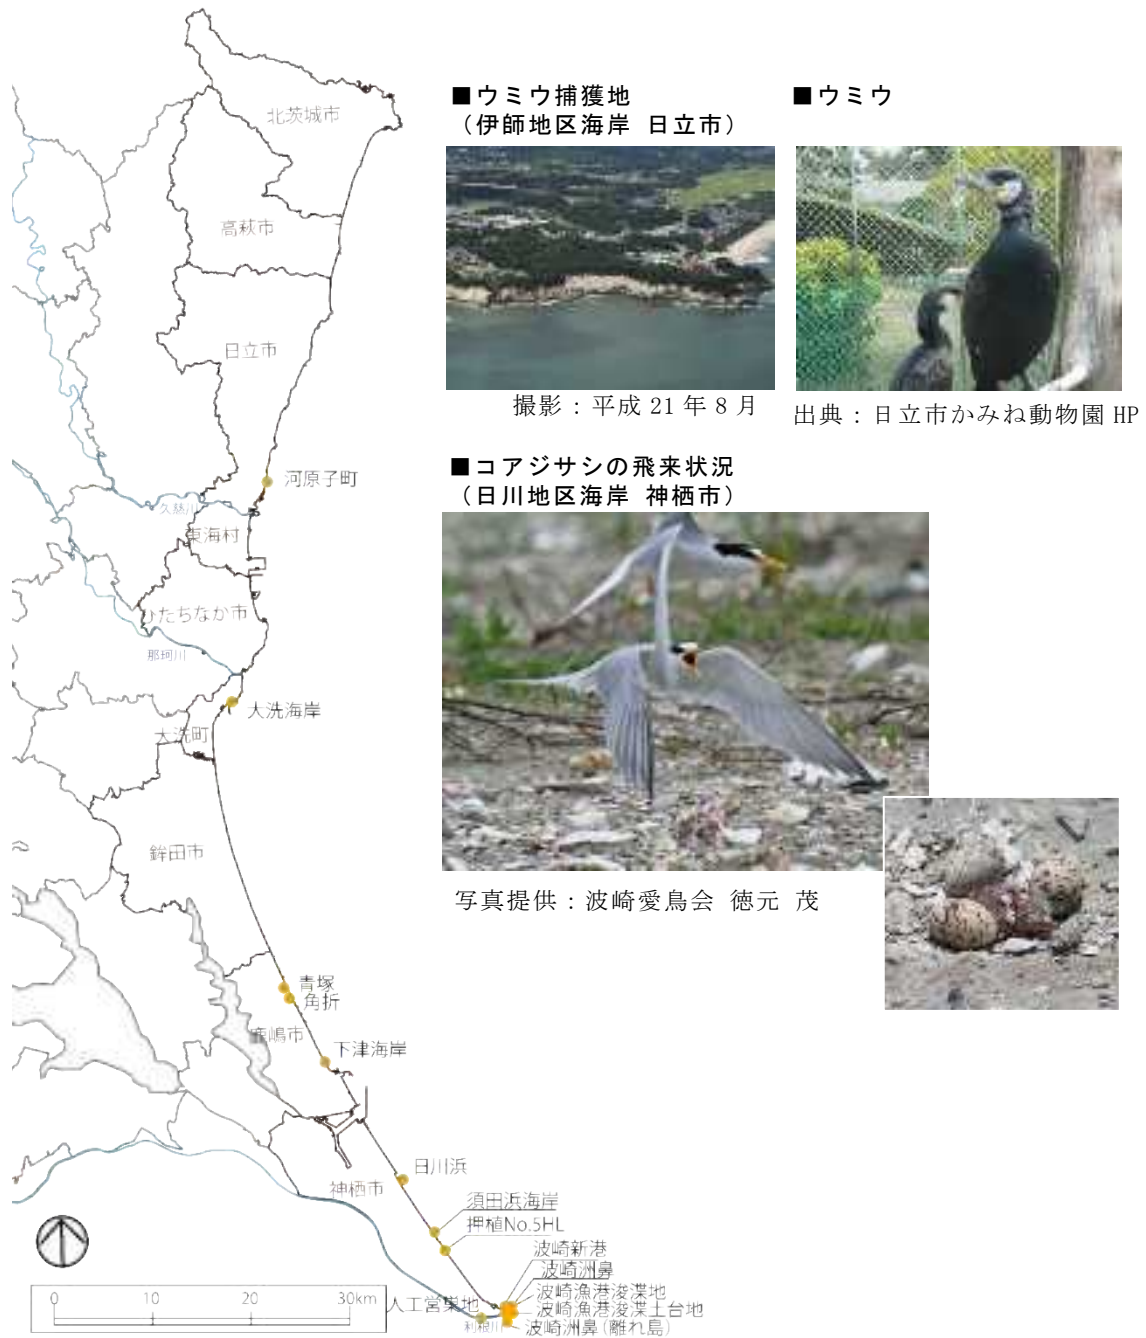 ■ウミウ捕獲地
（伊師地区海岸 日立市）
■ウミウ
撮影：平成 21 年 8 月
出典：日立市かみね動物園 HP
■コアジサシの飛来状況
（日川地区海岸 神栖市）
写真提供：波崎愛鳥会 徳元 茂
北茨城市
高萩市
日立市
河原子町
久慈川
東海村
ひたちなか市
那珂川
大洗海岸
大洗町
鉾田市
青塚
角折
鹿嶋市
下津海岸
日川浜
神栖市
須田浜海岸
押植No.5HL
波崎新港
波崎洲鼻
波崎漁港浚渫地
人工営巣地
波崎漁港浚渫土台地
利根川
波崎洲鼻(離れ島)
0 10 20 30km